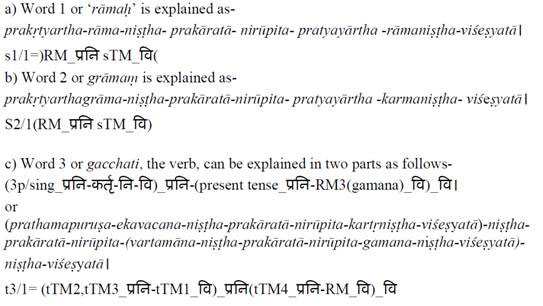 a) Word 1 or ‘rāmaḥ’ is explained as-
prakṛtyartha-rāma-niṣṭha- prakāratā- nirūpita- pratyayārtha -rāmaniṣṭha-viśeṣyatā|
s1/1=)RM_प्रनि sTM_वि(
b) Word 2 or grāmaṃ is explained as-
prakṛtyarthagrāma-niṣṭha-prakāratā-nirūpita- pratyayārtha -karmaniṣṭha- viśeṣyatā|
S2/1(RM_प्रनि sTM_वि)
c) Word 3 or gacchati, the verb, can be explained in two parts as follows-
(3p/sing_प्रनि-कर्तृ-नि-वि)_प्रनि-(present tense_प्रनि-RM3(gamana)_वि)_वि|
or
(prathamapuruṣa-ekavacana-niṣṭha-prakāratā-nirūpita-kartṛniṣṭha-viśeṣyatā)-niṣṭha-
prakāratā-nirūpita-(vartamāna-niṣṭha-prakāratā-nirūpita-gamana-niṣṭha-viśeṣyatā)-
niṣṭha-viśeṣyatā|
t3/1= (tTM2,tTM3_प्रनि-tTM1_वि)_प्रनि(tTM4_प्रनि-RM_वि)_वि